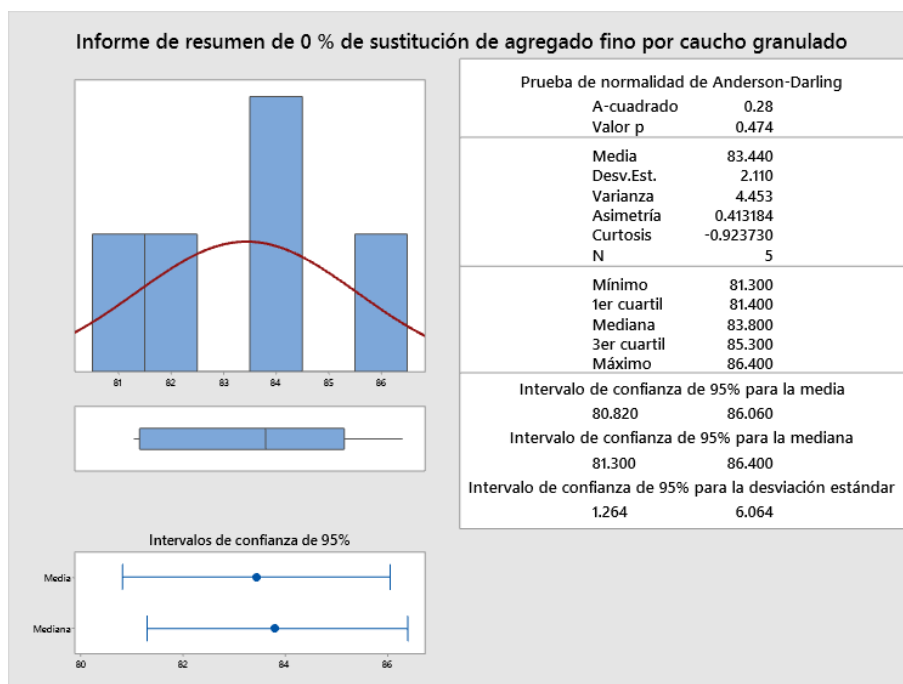 Informe de resumen de 0 % de sustitución de agregado fino por caucho granulado
81 82 83 84 85 86
Intervalos de confianza de 95%
Media
Mediana
80 82 84 86
Prueba de normalidad de Anderson-Darling
A-cuadrado 0.28
Valor p 0.474
Media 83.440
Desv.Est. 2.110
Varianza 4.453
Asimetría 0.413184
Curtosis -0.923730
N 5
Mínimo 81.300
1er cuartil 81.400
Mediana 83.800
3er cuartil 85.300
Máximo 86.400
Intervalo de confianza de 95% para la media
80.820 86.060
Intervalo de confianza de 95% para la mediana
81.300 86.400
Intervalo de confianza de 95% para la desviación estándar
1.264 6.064